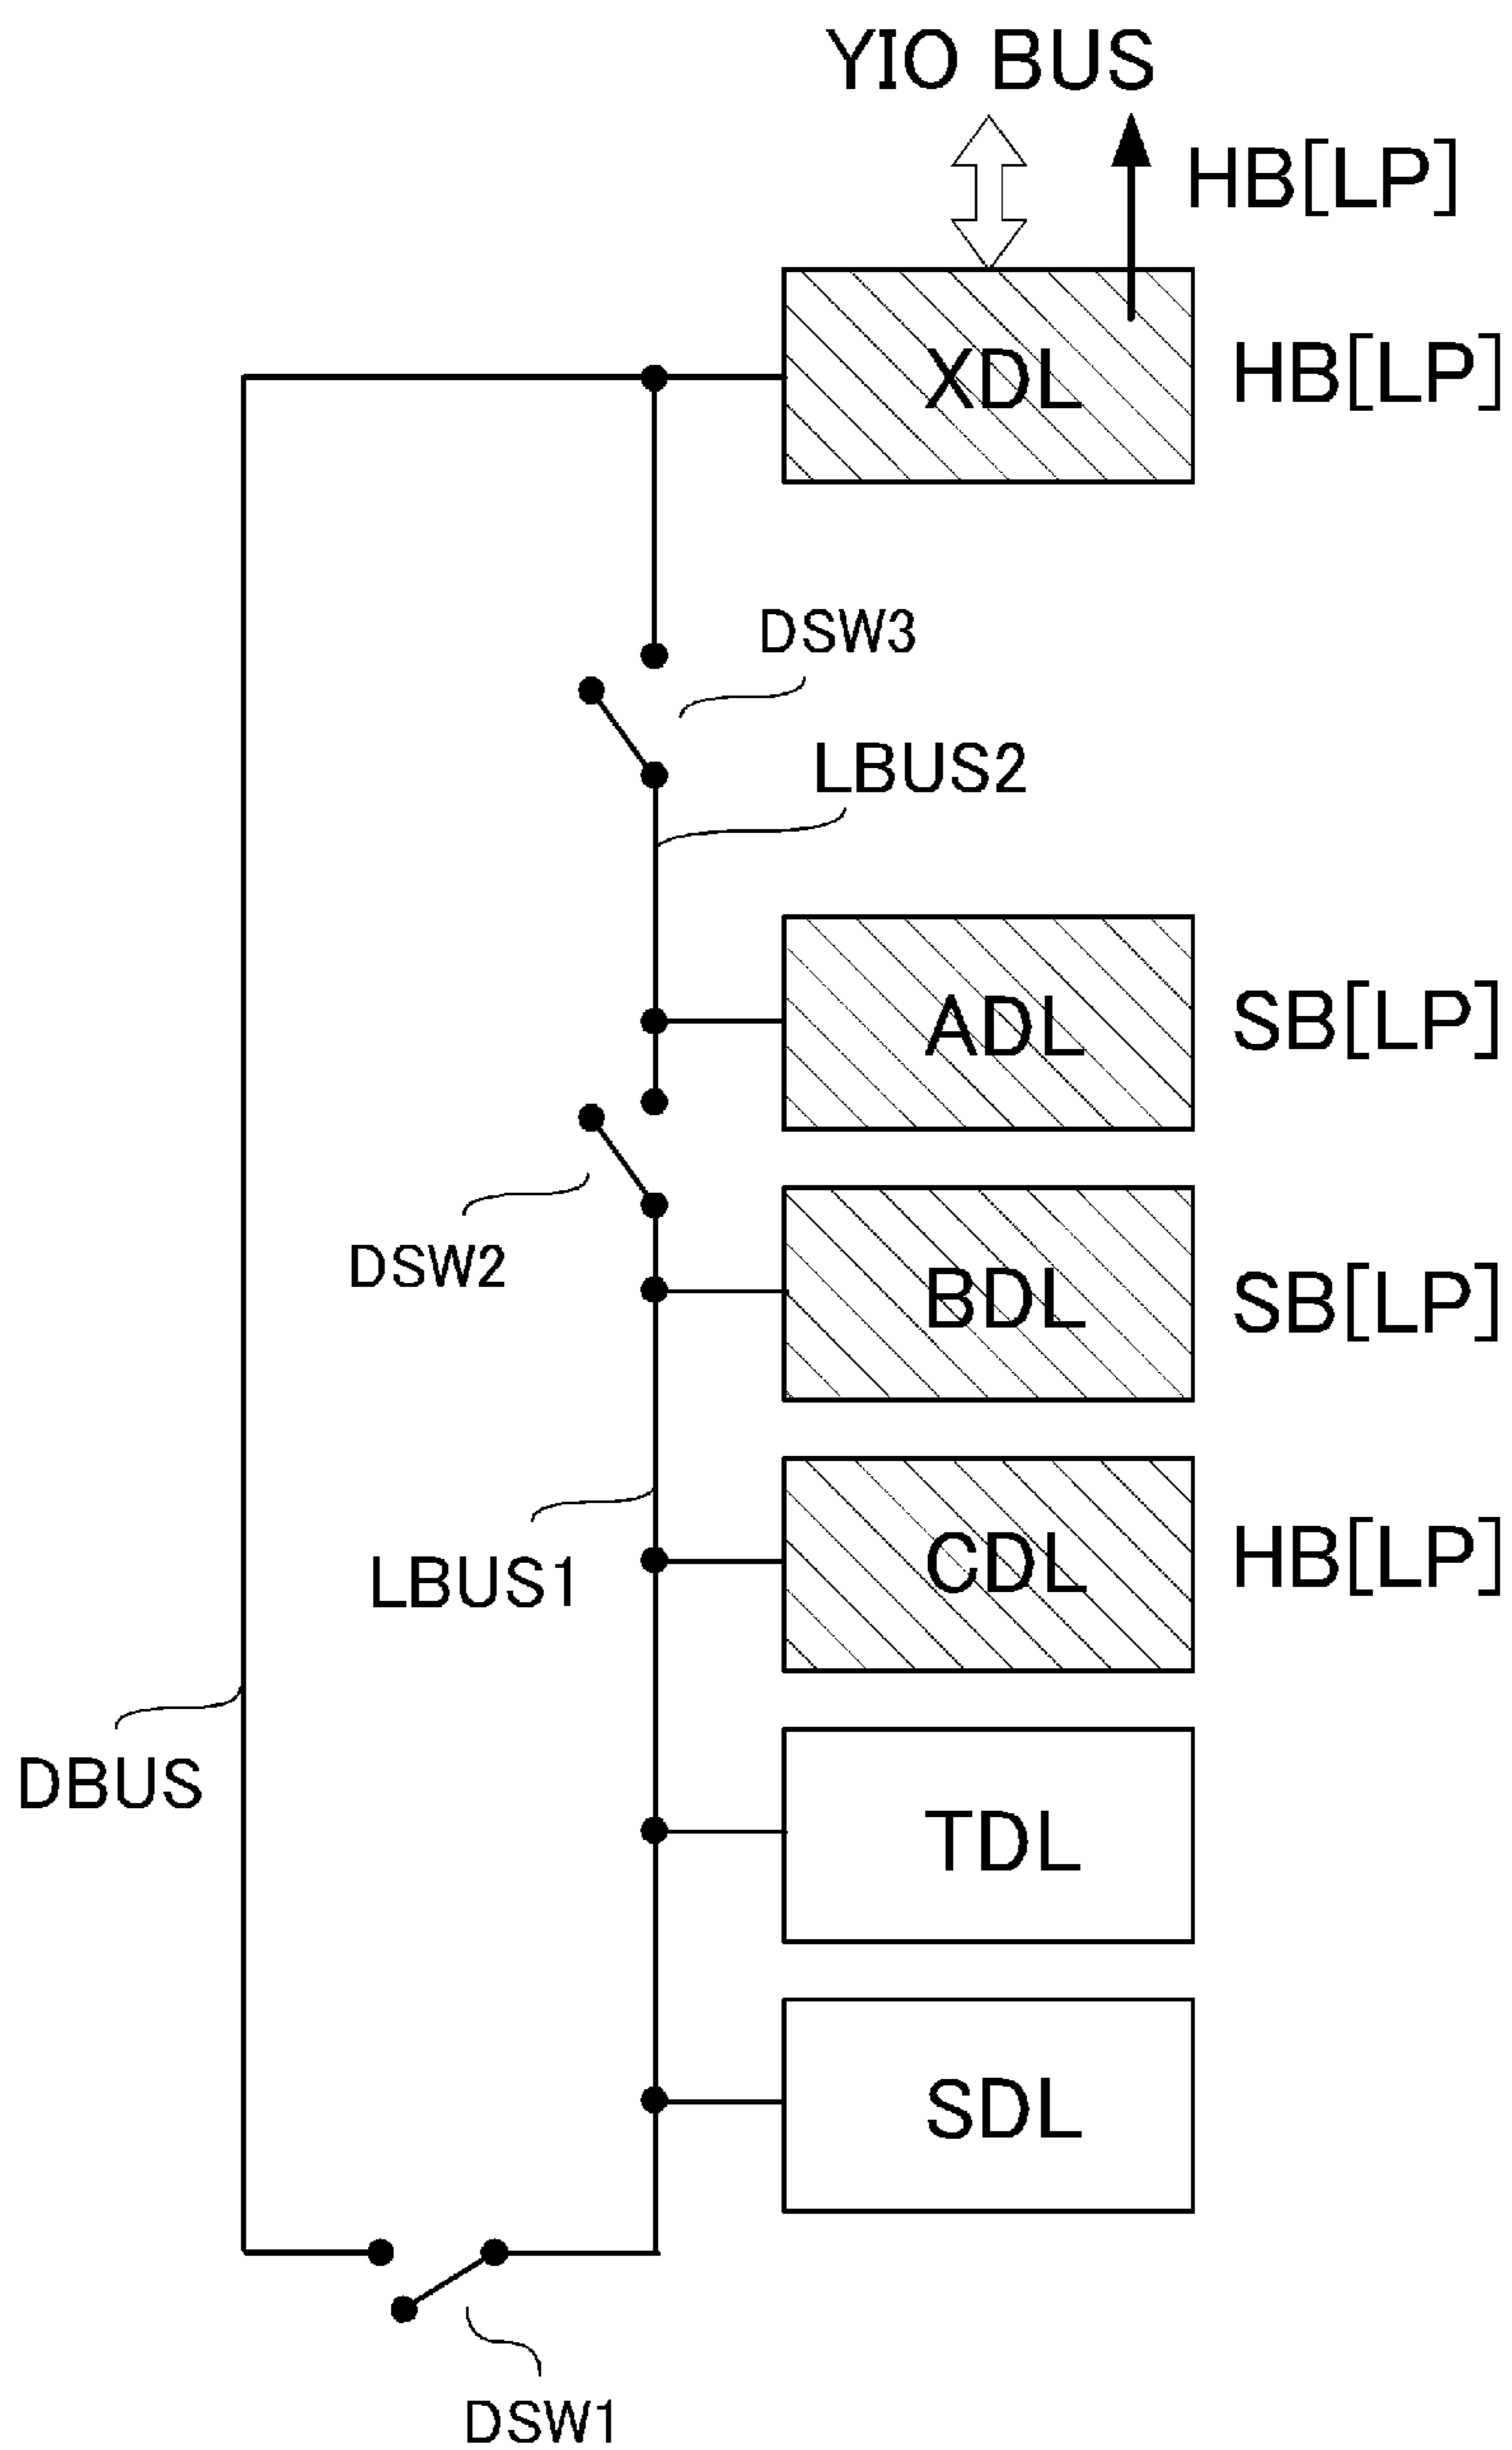 YIO BUS
HB[LP]
XDL
HB[LP]
DSW3
LBUS2
ADL
SB[LP]
DSW2
BDL
SB[LP]
LBUS1
CDL
HB[LP]
DBUS
TDL
SDL
DSW1